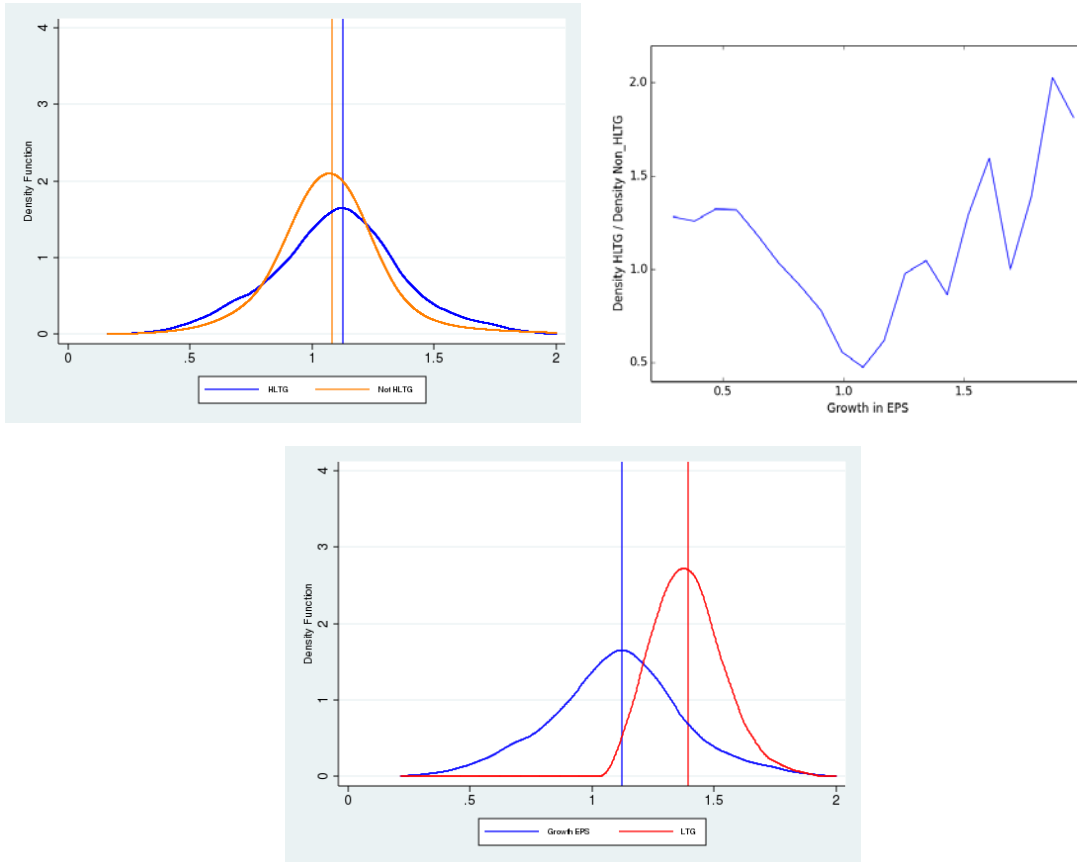 4
3
2
1
0
Density Function
0 .5 1 1.5 2
HLTG Not HLTG
2.0
1.5
1.0
0.5
Density HLTG / Density Non_HLTG
0.5 1.0 1.5
Growth in EPS
4
3
2
1
0
Density Function
0 .5 1 1.5 2
Growth EPS LTG